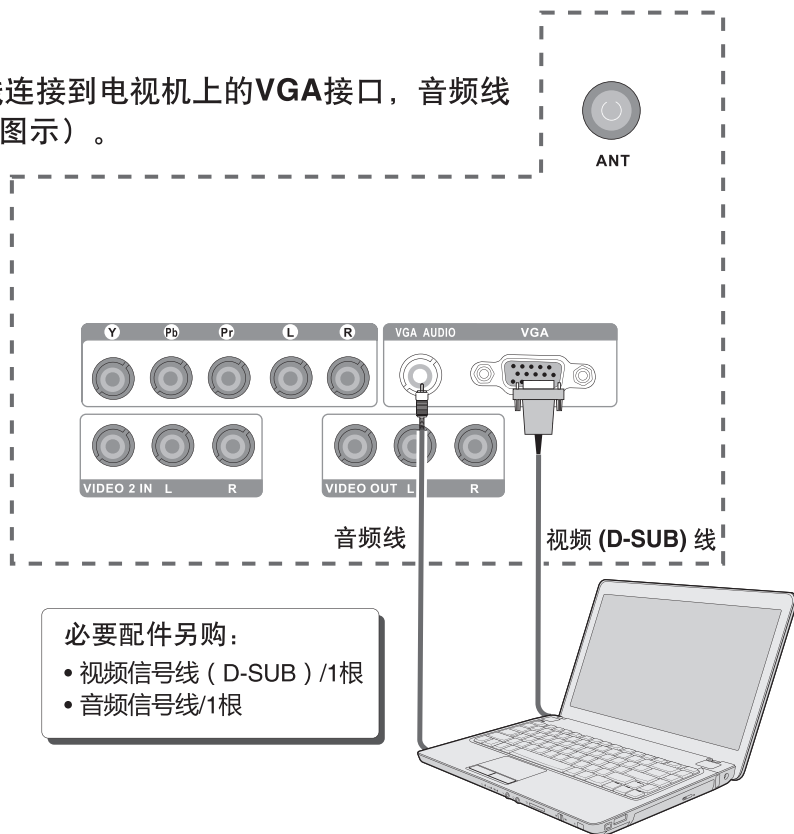 连接到电视机上的VGA接口，音频线
图示）。
ANT
Y Pb Pr L R
VGA AUDIO VGA
VIDEO 2 IN L R
VIDEO OUT L R
音频线
视频 (D-SUB) 线
必要配件另购：
• 视频信号线（D-SUB）/1根
• 音频信号线/1根